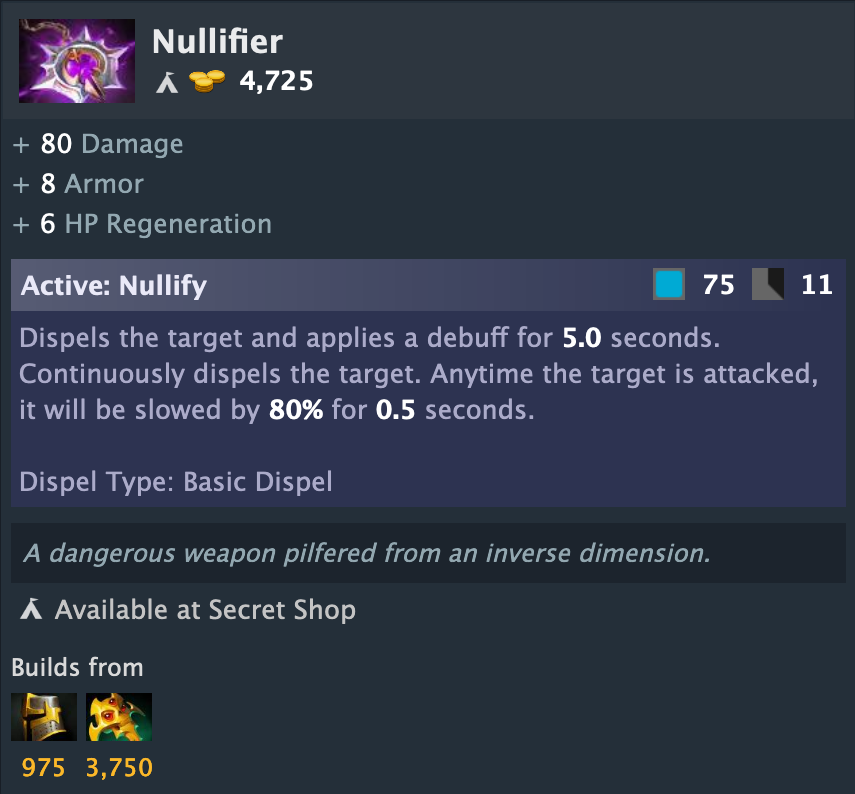 Nullifier
4,725
+ 80 Damage
+ 8 Armor
+ 6 HP Regeneration
Active: Nullify 75 11
Dispels the target and applies a debuff for 5.0 seconds.
Continuously dispels the target. Anytime the target is attacked,
it will be slowed by 80% for 0.5 seconds.
Dispel Type: Basic Dispel
A dangerous weapon pilfered from an inverse dimension.
Available at Secret Shop
Builds from
975 3,750